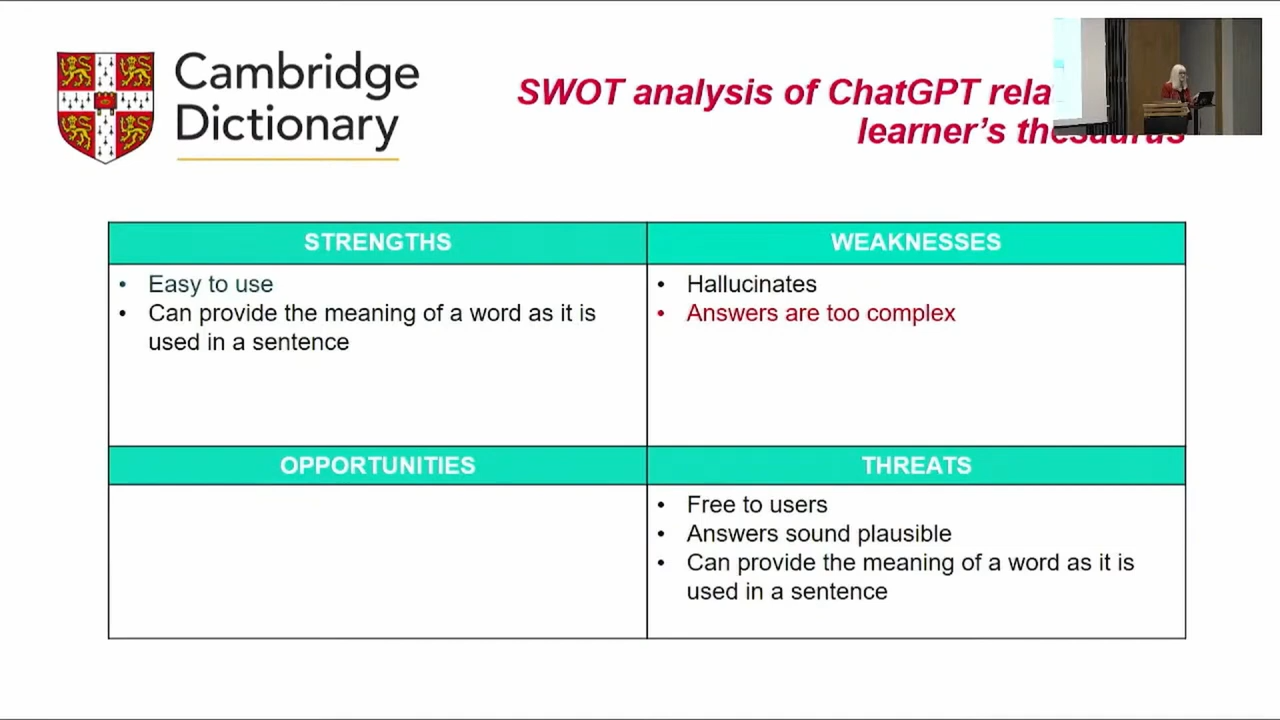 Cambridge
Dictionary
SWOT analysis of ChatGPT
learner's thesaurus
STRENGTHS
• Easy to use
• Can provide the meaning of a word as it is
used in a sentence
WEAKNESSES
• Hallucinates
• Answers are too complex
OPPORTUNITIES
THREATS
• Free to users
• Answers sound plausible
• Can provide the meaning of a word as it is
used in a sentence